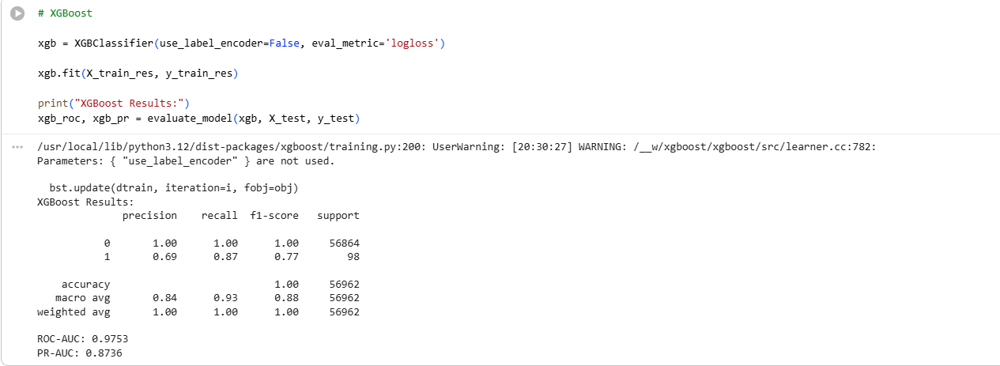 # XGBoost
xgb = XGBClassifier(use_label_encoder=False, eval_metric='logloss')
xgb.fit(X_train_res, y_train_res)
print("XGBoost Results:")
xgb_roc, xgb_pr = evaluate_model(xgb, X_test, y_test)
/usr/local/lib/python3.12/dist-packages/xgboost/training.py:200: UserWarning: [20:30:27] WARNING: /__w/xgboost/xgboost/src/learner.cc:782:
Parameters: { "use_label_encoder" } are not used.
bst.update(dtrain, iteration=i, fobj=obj)
XGBoost Results:
precision recall f1-score support
0 1.00 1.00 1.00 56864
1 0.69 0.87 0.77 98
accuracy 1.00 56962
macro avg 0.84 0.93 0.88 56962
weighted avg 1.00 1.00 1.00 56962
ROC-AUC: 0.9753
PR-AUC: 0.8736